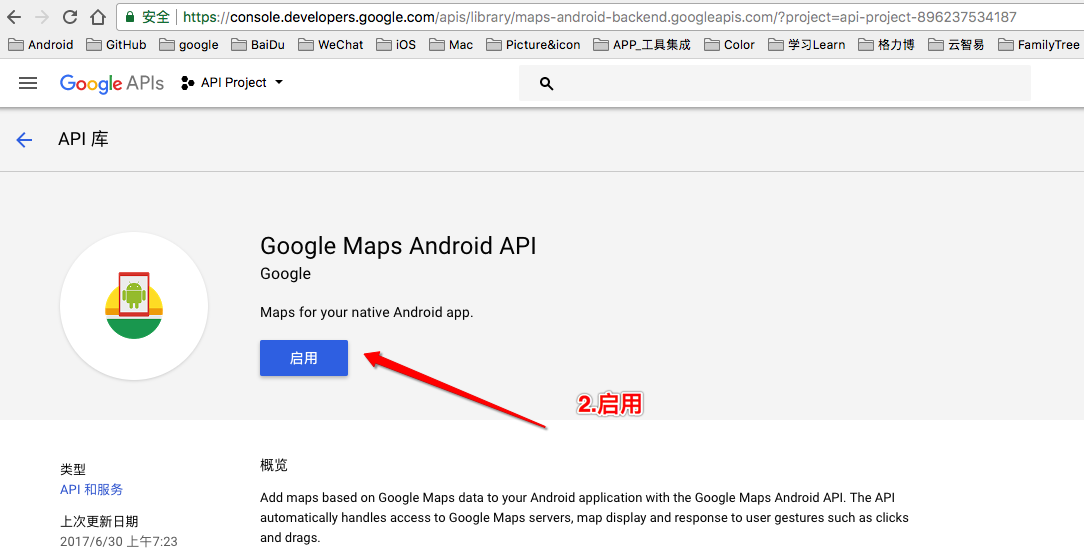 安全 https://console.developers.google.com/apis/library/maps-android-backend.googleapis.com/?project=api-project-896237534187
Android GitHub google BaiDu WeChat iOS Mac Picture&icon APP_工具集成 Color 学习Learn 格力博 云智易 FamilyTree
Google APIs API Project
API 库
Google Maps Android API
Google
Maps for your native Android app.
启用
2.启用
类型
API 和服务
上次更新日期
2017/6/30 上午7:23
概览
Add maps based on Google Maps data to your Android application with the Google Maps Android API. The API
automatically handles access to Google Maps servers, map display and response to user gestures such as clicks
and drags.